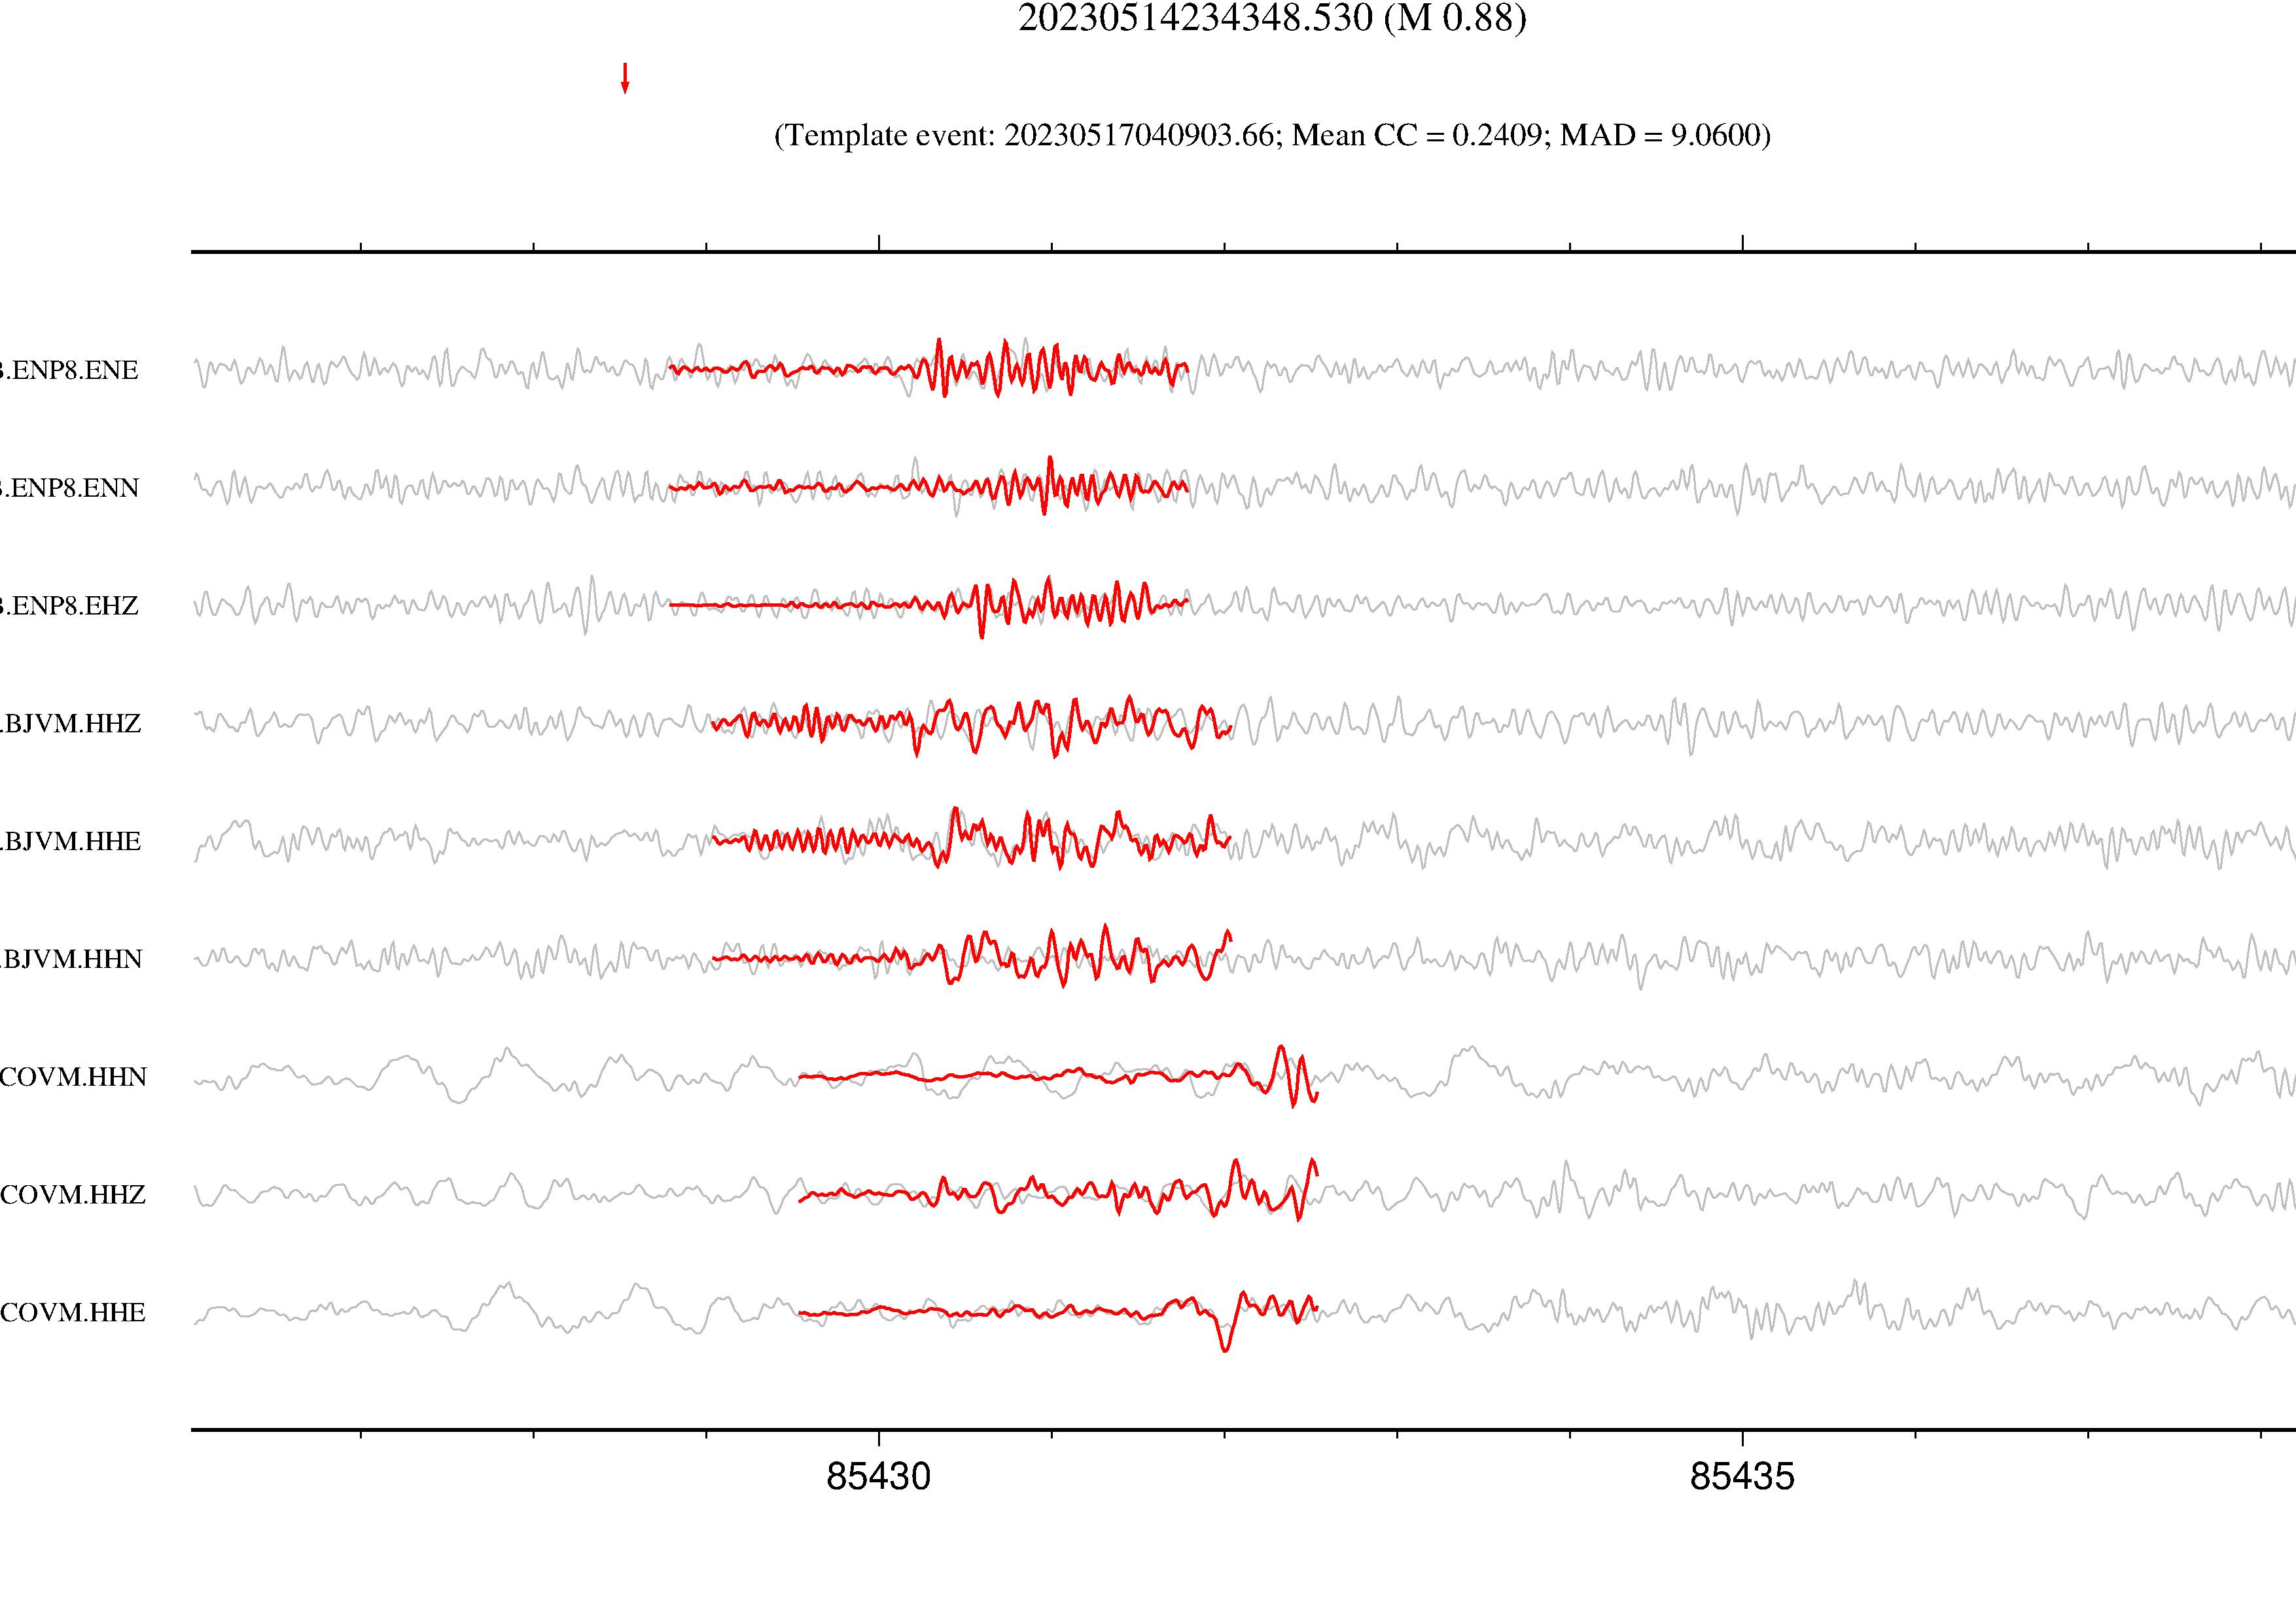 20230514234348.530 (M 0.88)
(Template event: 20230517040903.66; Mean CC = 0.2409; MAD = 9.0600)
.ENP8.ENE
.ENP8.ENN
.ENP8.EHZ
.BJVM.HHZ
.BJVM.HHE
.BJVM.HHN
COVM.HHN
COVM.HHZ
COVM.HHE
85430 85435